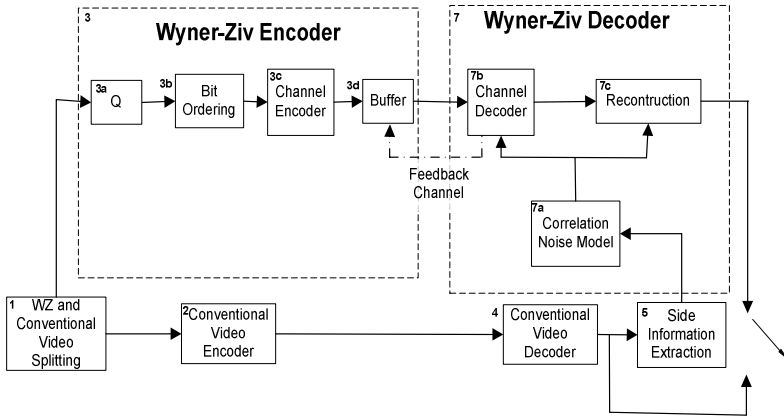 3
Wyner-Ziv Encoder
7
Wyner-Ziv Decoder
3a
Q
3b
Bit
Ordering
3c
Channel
Encoder
3d
Buffer
7b
Channel
Decoder
7c
Recontruction
Feedback
Channel
7a
Correlation
Noise Model
1
WZ and
Conventional
Video
Splitting
2
Conventional
Video
Encoder
4
Conventional
Video
Decoder
5
Side
Information
Extraction